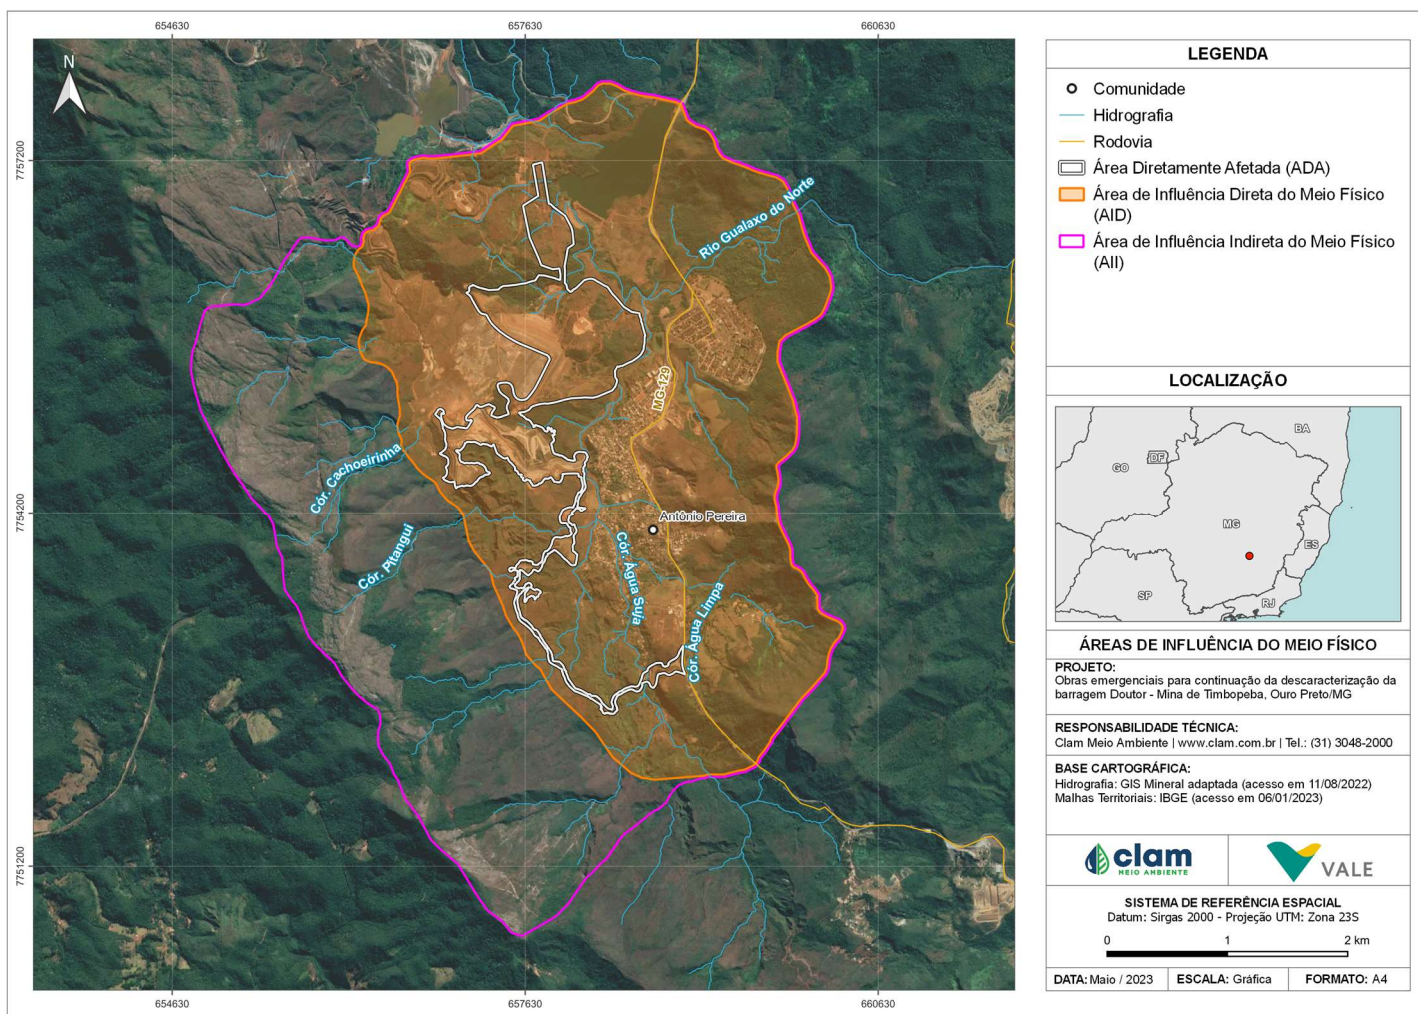 654630
657630
660630
N
7757200
7754200
7751200
Rio Gualaxo do Norte
MG-129
Cór. Cachoeirinha
Cór. Pitangui
Antônio Pereira
Cór. Água Suja
Cór. Água Limpa
654630
657630
660630
LEGENDA
Comunidade
Hidrografia
Rodovia
Área Diretamente Afetada (ADA)
Área de Influência Direta do Meio Físico
(AID)
Área de Influência Indireta do Meio Físico
(AII)
LOCALIZAÇÃO
BA
DF
GO
MG
ES
SP
RJ
ÁREAS DE INFLUÊNCIA DO MEIO FÍSICO
PROJETO:
Obras emergenciais para continuação da descaracterização da
barragem Doutor - Mina de Timbopeba, Ouro Preto/MG
RESPONSABILIDADE TÉCNICA:
Clam Meio Ambiente | www.clam.com.br | Tel.: (31) 3048-2000
BASE CARTOGRÁFICA:
Hidrografia: GIS Mineral adaptada (acesso em 11/08/2022)
Malhas Territoriais: IBGE (acesso em 06/01/2023)
clam
MEIO AMBIENTE
VALE
SISTEMA DE REFERÊNCIA ESPACIAL
Datum: Sirgas 2000 - Projeção UTM: Zona 23S
0 1 2 km
DATA: Maio / 2023 ESCALA: Gráfica FORMATO: A4